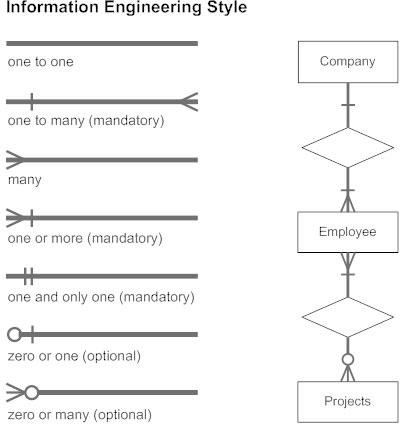 Information Engineering Style
one to one
one to many (mandatory)
many
one or more (mandatory)
one and only one (mandatory)
zero or one (optional)
zero or many (optional)
Company
Employee
Projects